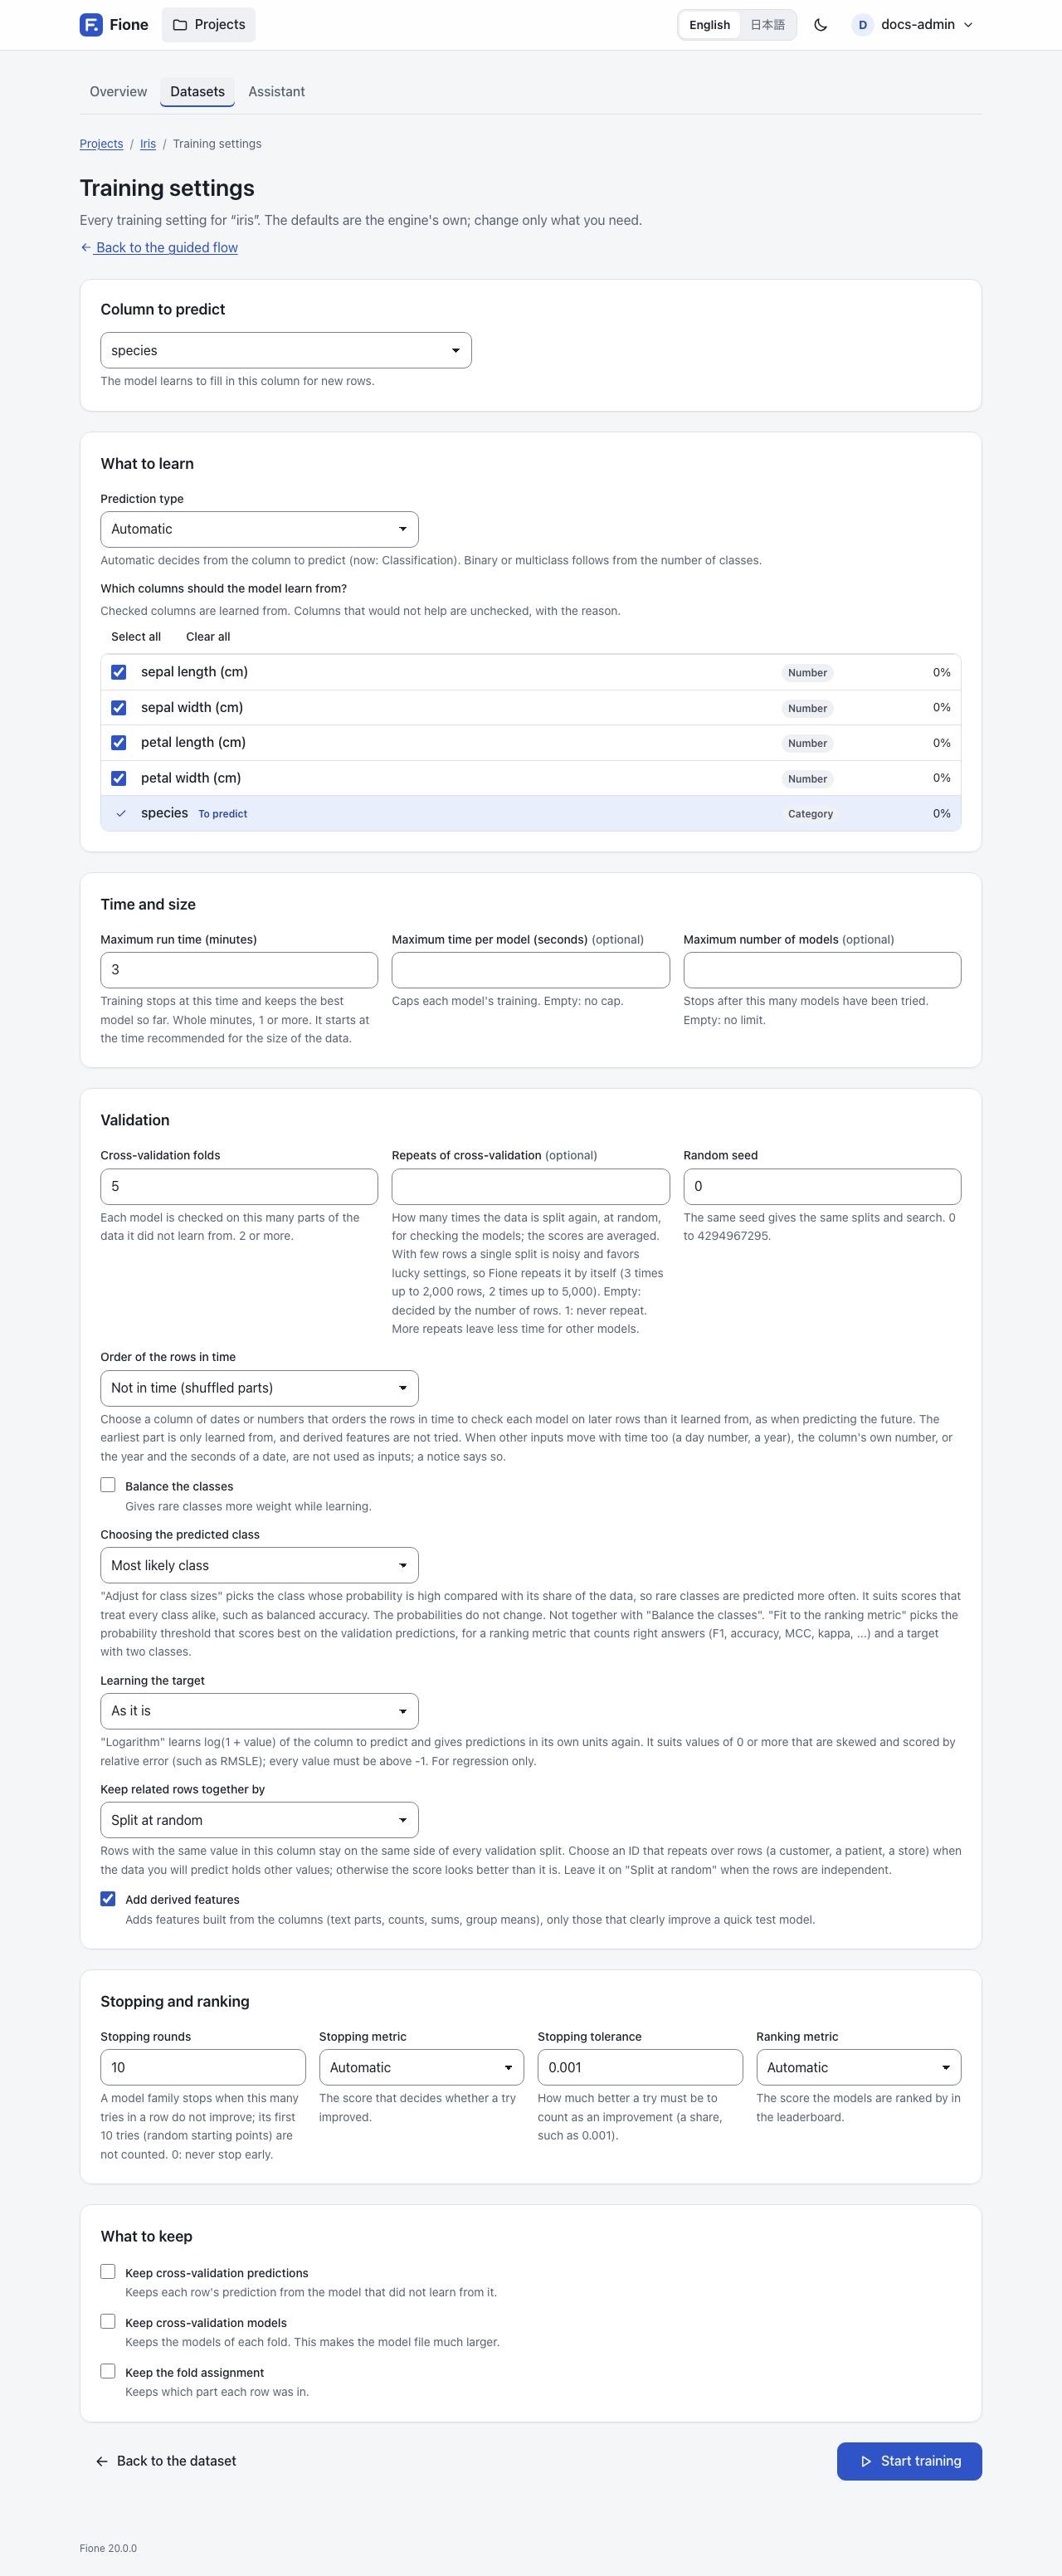 Fione
Projects
English
日本語
D
docs-admin
Overview
Datasets
Assistant
Projects / Iris / Training settings
Training settings
Every training setting for “iris”. The defaults are the engine's own; change only what you need.
← Back to the guided flow
Column to predict
species
The model learns to fill in this column for new rows.
What to learn
Prediction type
Automatic
Automatic decides from the column to predict (now: Classification). Binary or multiclass follows from the number of classes.
Which columns should the model learn from?
Checked columns are learned from. Columns that would not help are unchecked, with the reason.
Select all
Clear all
sepal length (cm) Number 0%
sepal width (cm) Number 0%
petal length (cm) Number 0%
petal width (cm) Number 0%
species To predict Category 0%
Time and size
Maximum run time (minutes)
3
Training stops at this time and keeps the best
model so far. Whole minutes, 1 or more. It starts at
the time recommended for the size of the data.
Maximum time per model (seconds) (optional)
Caps each model's training. Empty: no cap.
Maximum number of models (optional)
Stops after this many models have been tried.
Empty: no limit.
Validation
Cross-validation folds
5
Each model is checked on this many parts of the
data it did not learn from. 2 or more.
Repeats of cross-validation (optional)
How many times the data is split again, at random,
for checking the models; the scores are averaged.
With few rows a single split is noisy and favors
lucky settings, so Fione repeats it by itself (3 times
up to 2,000 rows, 2 times up to 5,000). Empty:
decided by the number of rows. 1: never repeat.
More repeats leave less time for other models.
Random seed
0
The same seed gives the same splits and search. 0
to 4294967295.
Order of the rows in time
Not in time (shuffled parts)
Choose a column of dates or numbers that orders the rows in time to check each model on later rows than it learned from, as when predicting the future. The
earliest part is only learned from, and derived features are not tried. When other inputs move with time too (a day number, a year), the column's own number, or
the year and the seconds of a date, are not used as inputs; a notice says so.
Balance the classes
Gives rare classes more weight while learning.
Choosing the predicted class
Most likely class
"Adjust for class sizes" picks the class whose probability is high compared with its share of the data, so rare classes are predicted more often. It suits scores that
treat every class alike, such as balanced accuracy. The probabilities do not change. Not together with "Balance the classes". "Fit to the ranking metric" picks the
probability threshold that scores best on the validation predictions, for a ranking metric that counts right answers (F1, accuracy, MCC, kappa, ...) and a target
with two classes.
Learning the target
As it is
"Logarithm" learns log(1 + value) of the column to predict and gives predictions in its own units again. It suits values of 0 or more that are skewed and scored by
relative error (such as RMSLE); every value must be above -1. For regression only.
Keep related rows together by
Split at random
Rows with the same value in this column stay on the same side of every validation split. Choose an ID that repeats over rows (a customer, a patient, a store) when
the data you will predict holds other values; otherwise the score looks better than it is. Leave it on "Split at random" when the rows are independent.
Add derived features
Adds features built from the columns (text parts, counts, sums, group means), only those that clearly improve a quick test model.
Stopping and ranking
Stopping rounds
10
A model family stops when this many
tries in a row do not improve; its first
10 tries (random starting points) are
not counted. 0: never stop early.
Stopping metric
Automatic
The score that decides whether a try
improved.
Stopping tolerance
0.001
How much better a try must be to
count as an improvement (a share,
such as 0.001).
Ranking metric
Automatic
The score the models are ranked by in
the leaderboard.
What to keep
Keep cross-validation predictions
Keeps each row's prediction from the model that did not learn from it.
Keep cross-validation models
Keeps the models of each fold. This makes the model file much larger.
Keep the fold assignment
Keeps which part each row was in.
← Back to the dataset
Start training
Fione 20.0.0